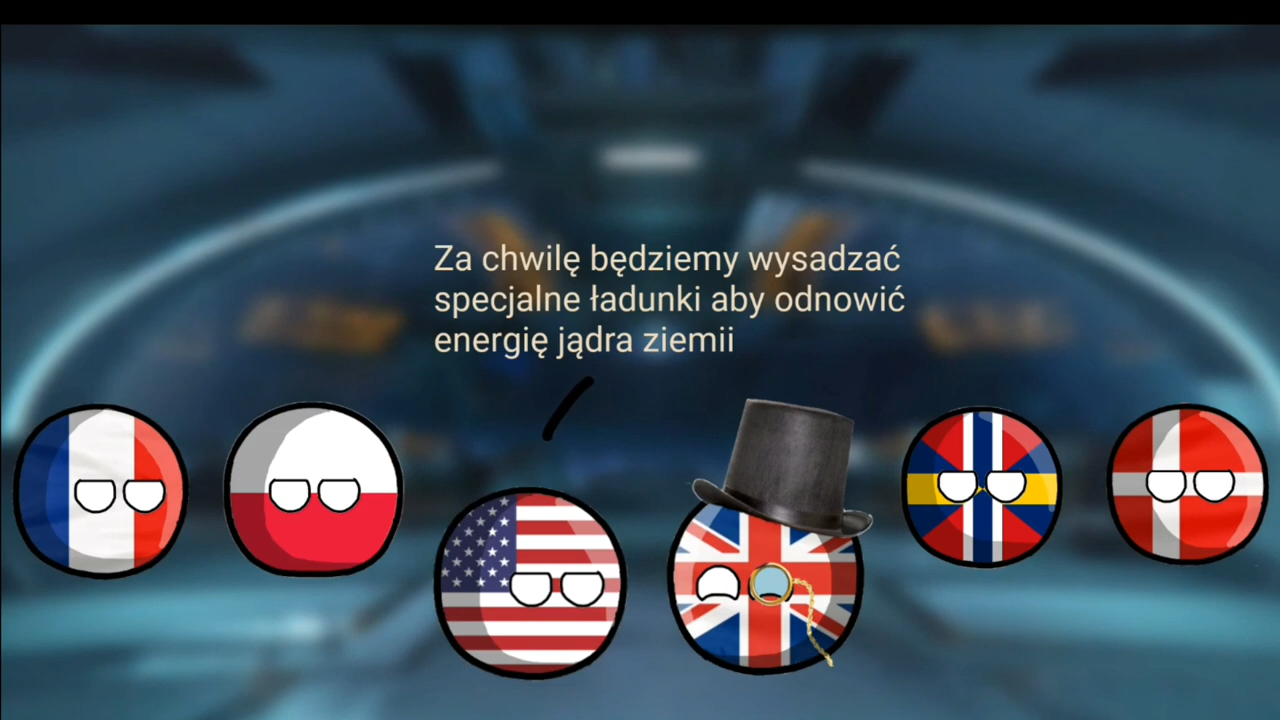 Za chwilę będziemy wysadzać
specjalne ładunki aby odnowić
energię jądra ziemii